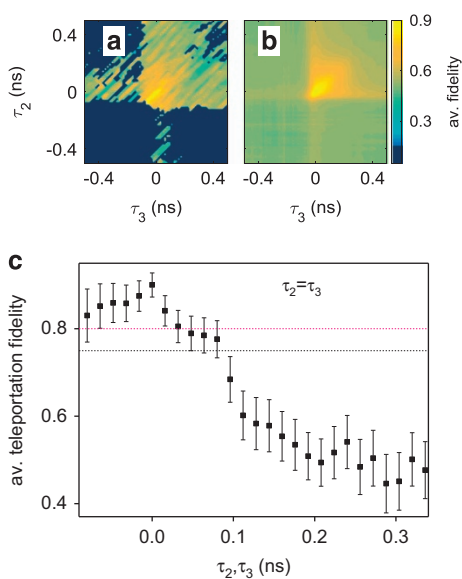 a
b
0.4
0
-0.4
τ2 (ns)
-0.4 0 0.4
τ3 (ns)
-0.4 0 0.4
τ3 (ns)
0.9
0.6
0.3
av. fidelity
c
τ2=τ3
av. teleportation fidelity
0.8
0.6
0.4
0.0 0.1 0.2 0.3
τ2,τ3 (ns)